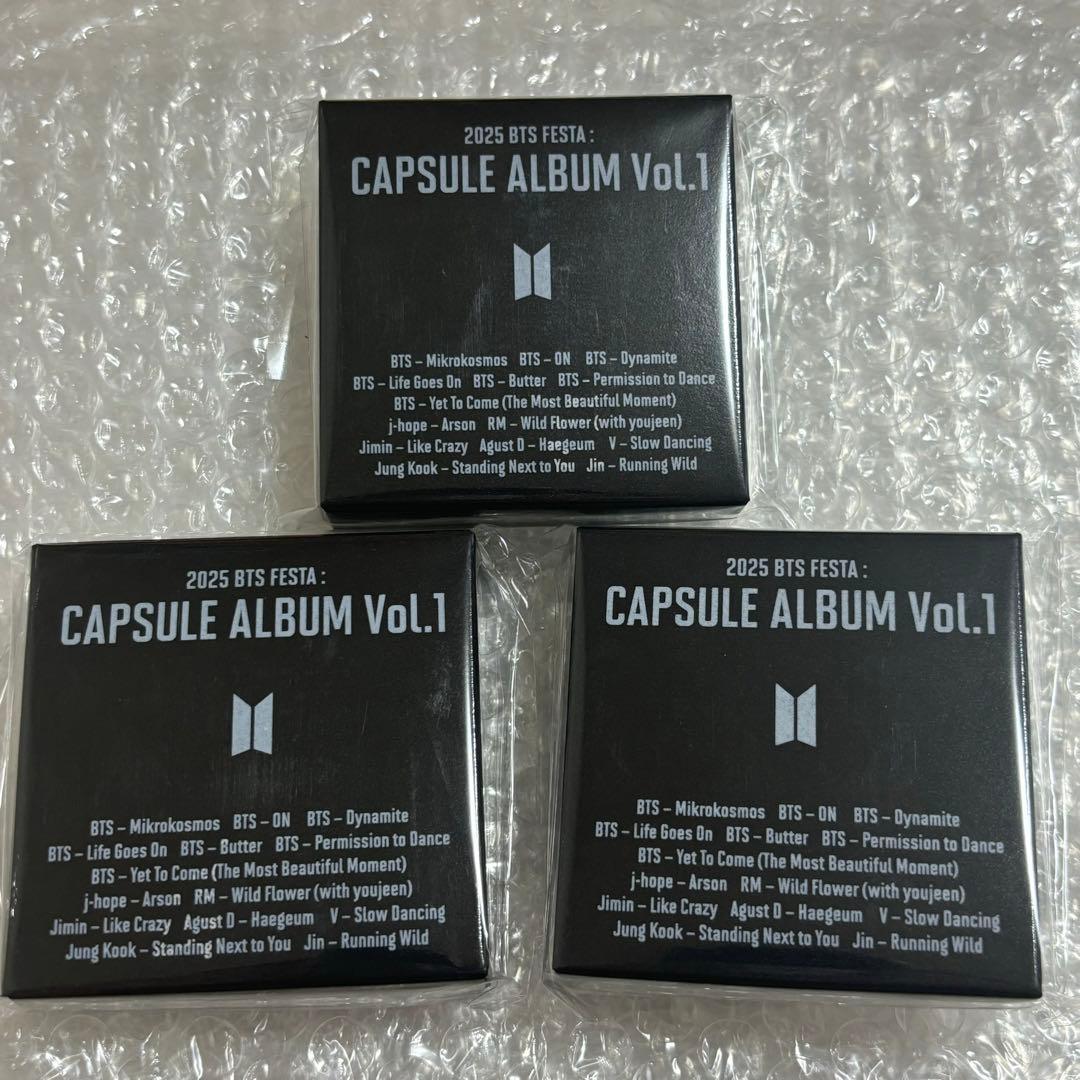 2025 BTS FESTA :
CAPSULE ALBUM Vol.1
BTS – Mikrokosmos BTS – ON BTS – Dynamite
BTS – Life Goes On BTS – Butter BTS – Permission to Dance
BTS – Yet To Come (The Most Beautiful Moment)
j-hope – Arson RM – Wild Flower (with youjeen)
Jimin – Like Crazy Agust D – Haegeum V – Slow Dancing
Jung Kook – Standing Next to You Jin – Running Wild
2025 BTS FESTA :
CAPSULE ALBUM Vol.1
BTS – Mikrokosmos BTS – ON BTS – Dynamite
BTS – Life Goes On BTS – Butter BTS – Permission to Dance
BTS – Yet To Come (The Most Beautiful Moment)
j-hope – Arson RM – Wild Flower (with youjeen)
Jimin – Like Crazy Agust D – Haegeum V – Slow Dancing
Jung Kook – Standing Next to You Jin – Running Wild
2025 BTS FESTA :
CAPSULE ALBUM Vol.1
BTS – Mikrokosmos BTS – ON BTS – Dynamite
BTS – Life Goes On BTS – Butter BTS – Permission to Dance
BTS – Yet To Come (The Most Beautiful Moment)
j-hope – Arson RM – Wild Flower (with youjeen)
Jimin – Like Crazy Agust D – Haegeum V – Slow Dancing
Jung Kook – Standing Next to You Jin – Running Wild